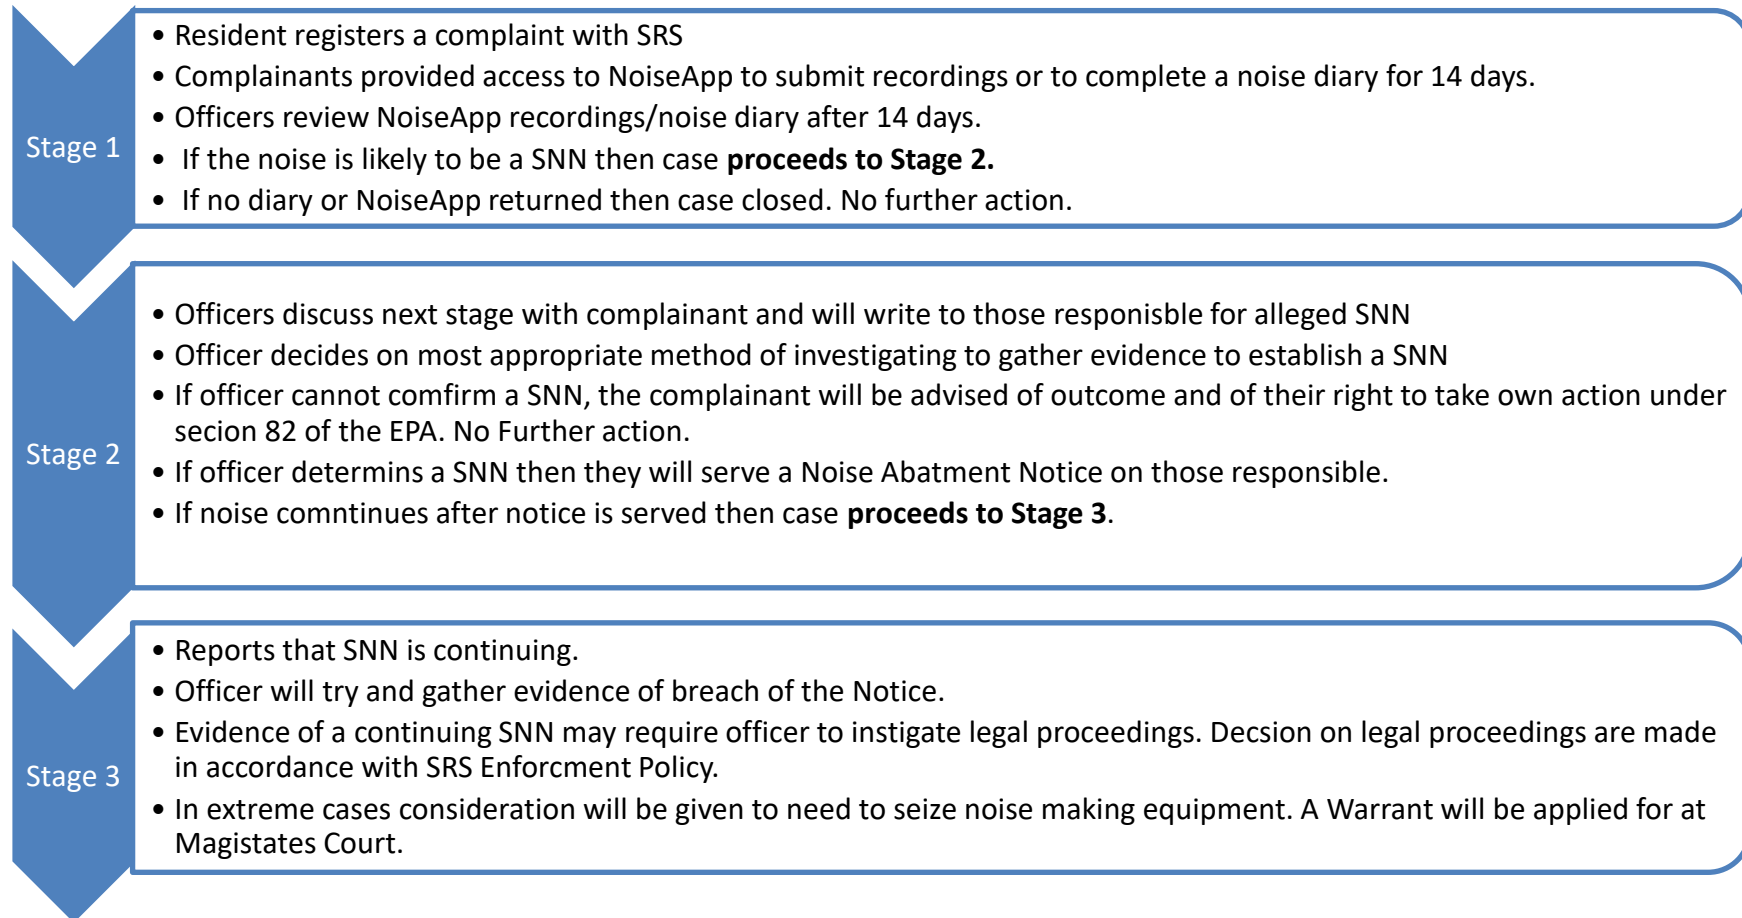 Stage 1
• Resident registers a complaint with SRS
• Complainants provided access to NoiseApp to submit recordings or to complete a noise diary for 14 days.
• Officers review NoiseApp recordings/noise diary after 14 days.
• If the noise is likely to be a SNN then case proceeds to Stage 2.
• If no diary or NoiseApp returned then case closed. No further action.
Stage 2
• Officers discuss next stage with complainant and will write to those responisble for alleged SNN
• Officer decides on most appropriate method of investigating to gather evidence to establish a SNN
• If officer cannot comfirm a SNN, the complainant will be advised of outcome and of their right to take own action under
secion 82 of the EPA. No Further action.
• If officer determins a SNN then they will serve a Noise Abatment Notice on those responsible.
• If noise comntinues after notice is served then case proceeds to Stage 3.
Stage 3
• Reports that SNN is continuing.
• Officer will try and gather evidence of breach of the Notice.
• Evidence of a continuing SNN may require officer to instigate legal proceedings. Decsion on legal proceedings are made
in accordance with SRS Enforcment Policy.
• In extreme cases consideration will be given to need to seize noise making equipment. A Warrant will be applied for at
Magistates Court.